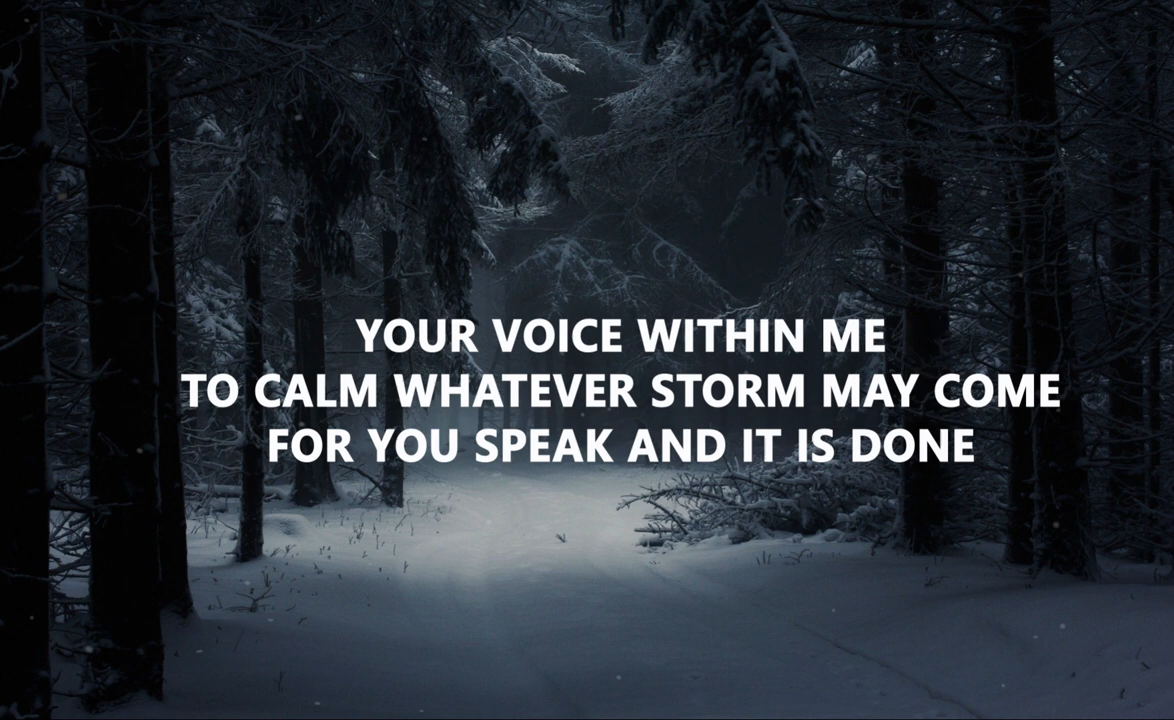 YOUR VOICE WITHIN ME
TO CALM WHATEVER STORM MAY COME
FOR YOU SPEAK AND IT IS DONE